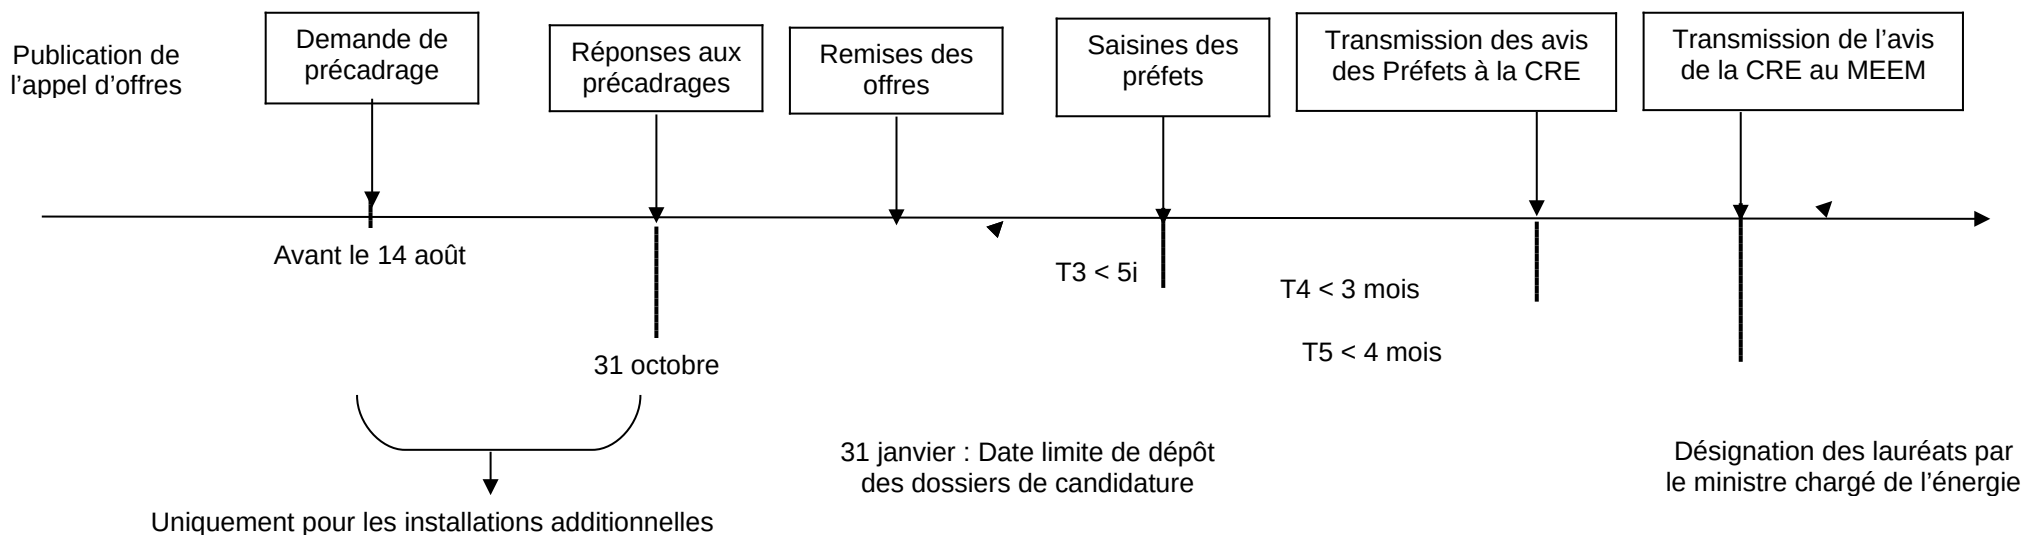 Publication de
l’appel d’offres
Demande de
précadrage
Réponses aux
précadrages
Remises des
offres
Saisines des
préfets
Transmission des avis
des Préfets à la CRE
Transmission de l’avis
de la CRE au MEEM
Avant le 14 août
T3 < 5i
T4 < 3 mois
T5 < 4 mois
31 octobre
31 janvier : Date limite de dépôt
des dossiers de candidature
Désignation des lauréats par
le ministre chargé de l’énergie
Uniquement pour les installations additionnelles